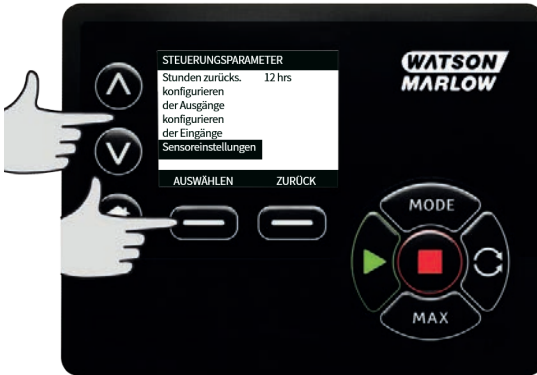 STEUERUNGSPARAMETER
Stunden zurücks. 12 hrs
konfigurieren
der Ausgänge
konfigurieren
der Eingänge
Sensoreinstellungen
AUSWÄHLEN ZURÜCK
WATSON
MARLOW
MODE
MAX